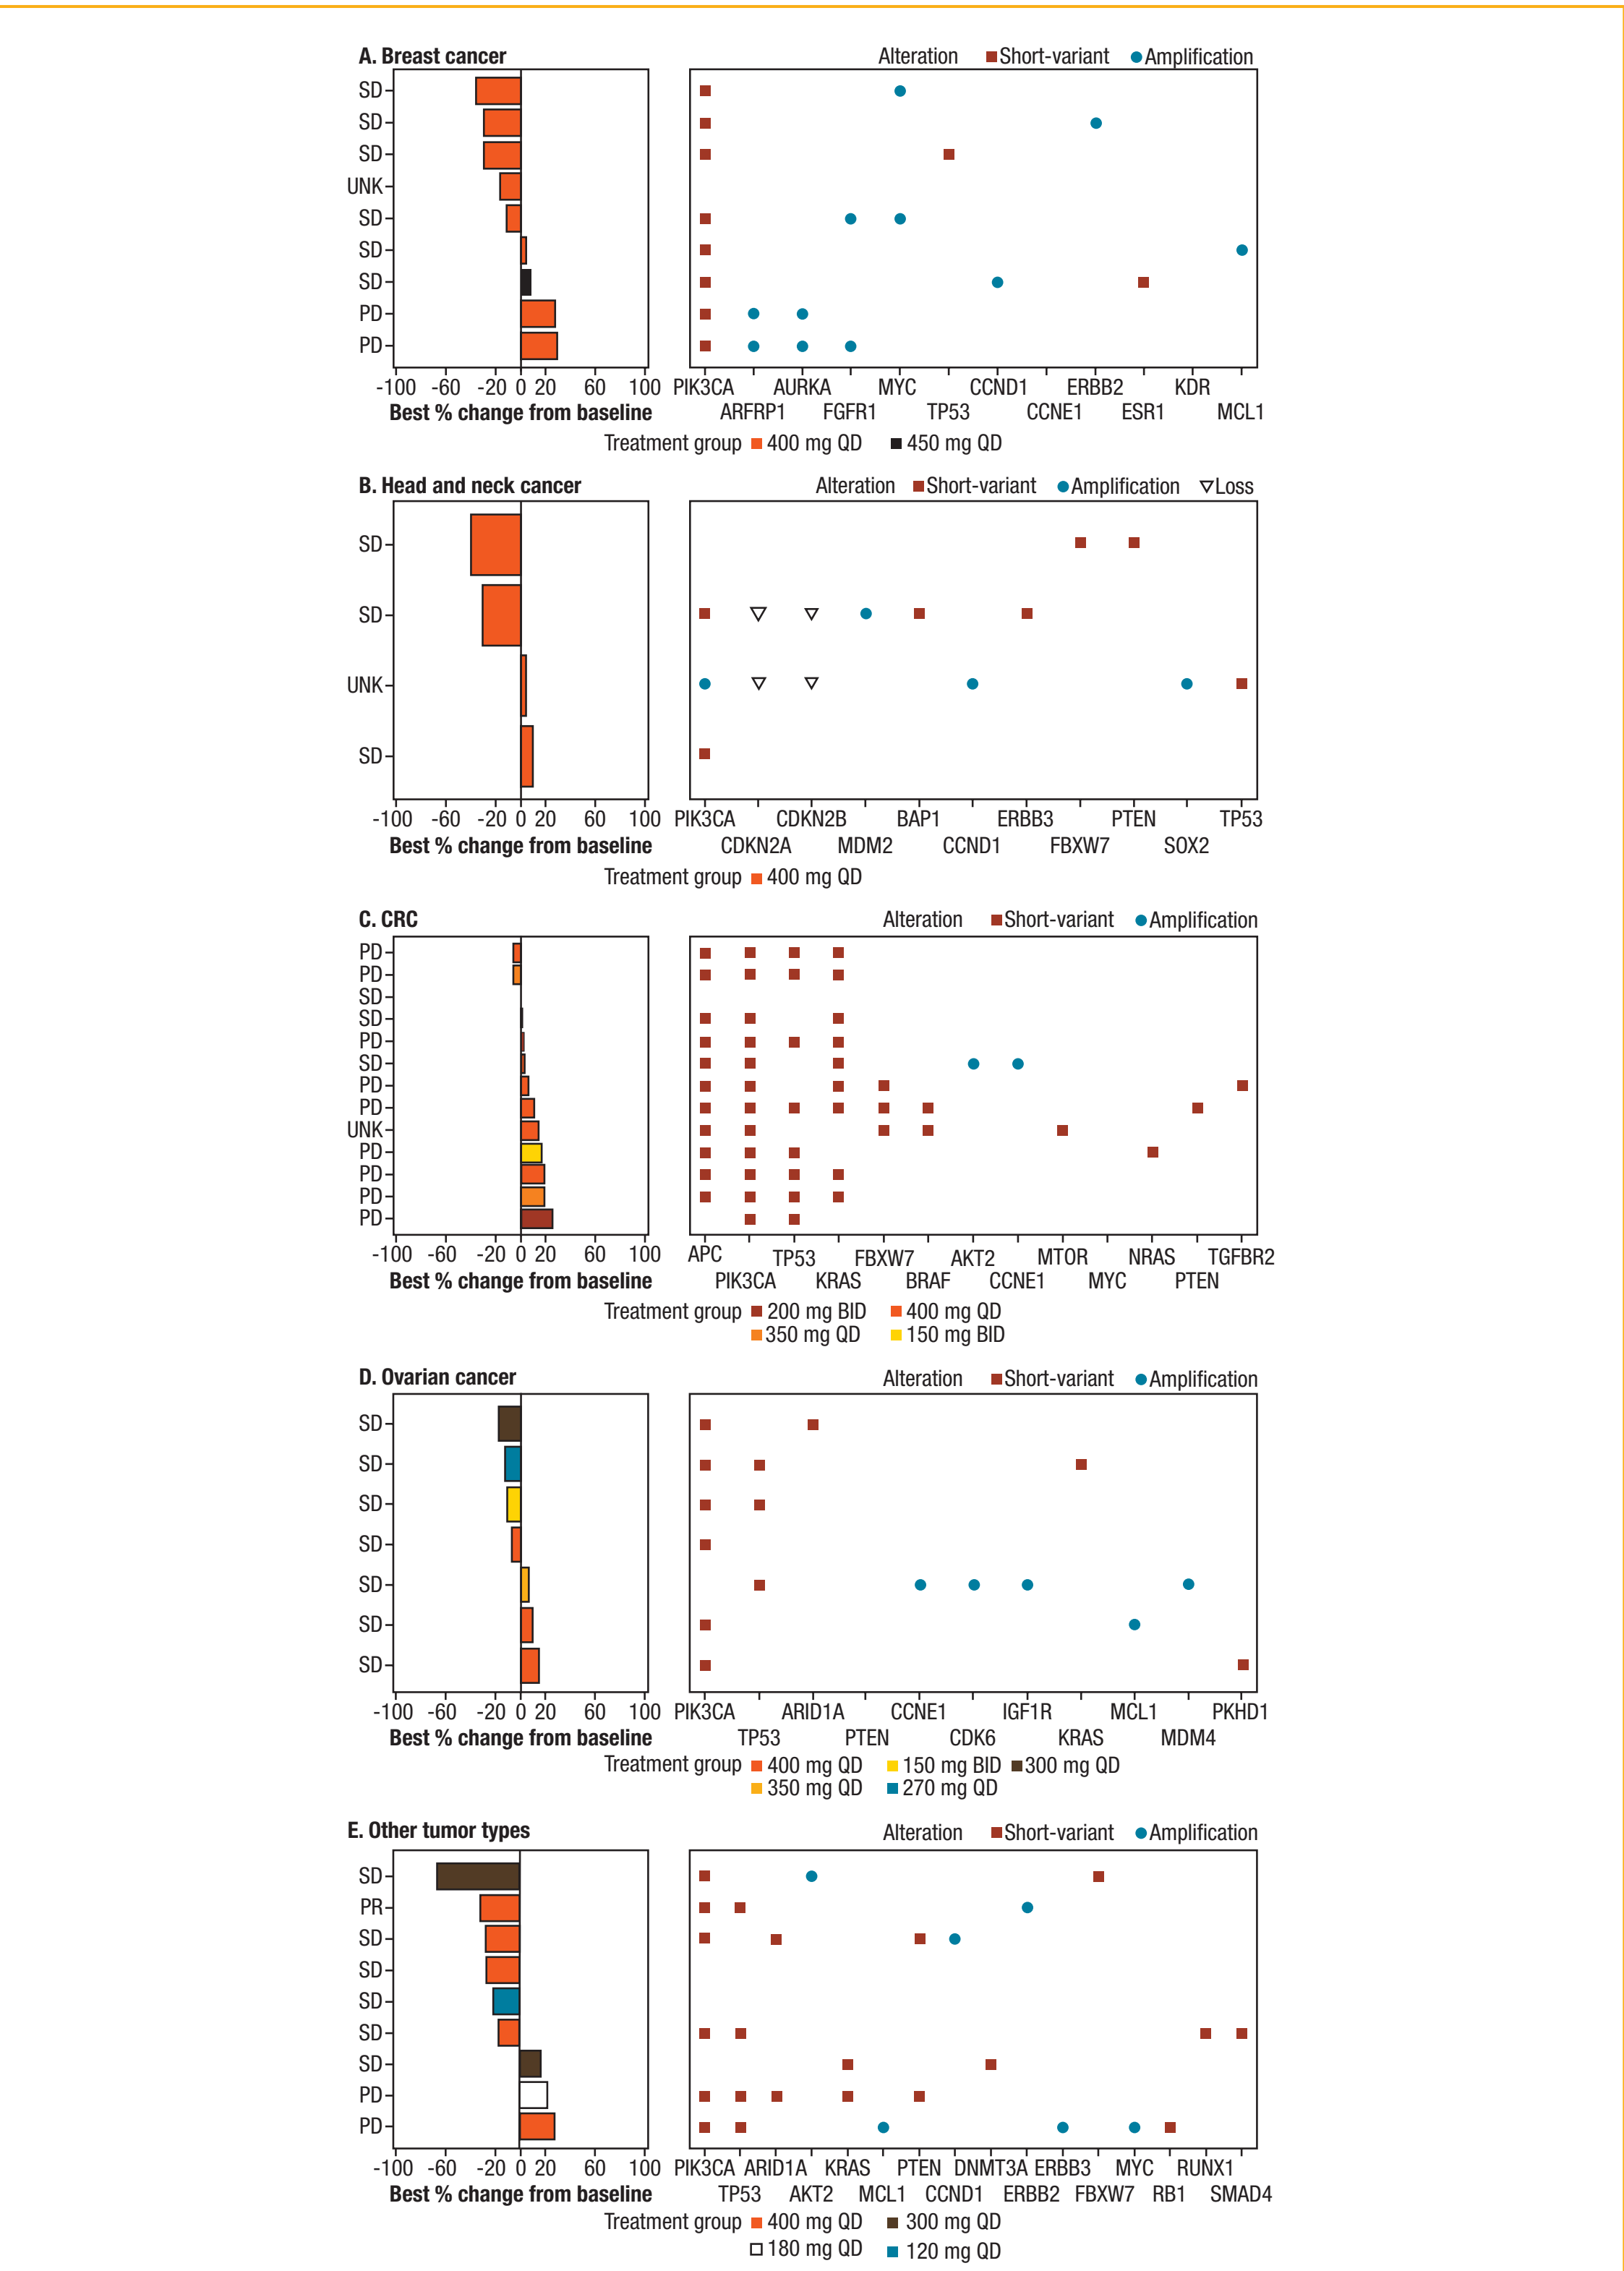 A. Breast cancer
Alteration Short-variant Amplification
SD
SD
SD
UNK
SD
SD
SD
PD
PD
-100 -60 -20 0 20 60 100 PIK3CA AURKA MYC CCND1 ERBB2 KDR
Best % change from baseline ARFRP1 FGFR1 TP53 CCNE1 ESR1 MCL1
Treatment group 400 mg QD 450 mg QD
B. Head and neck cancer
Alteration Short-variant Amplification Loss
SD
SD
UNK
SD
-100 -60 -20 0 20 60 100 PIK3CA CDKN2B BAP1 ERBB3 PTEN TP53
Best % change from baseline CDKN2A MDM2 CCND1 FBXW7 SOX2
Treatment group 400 mg QD
C. CRC
Alteration Short-variant Amplification
PD
PD
SD
SD
PD
SD
PD
PD
UNK
PD
PD
PD
PD
-100 -60 -20 0 20 60 100 APC TP53 FBXW7 AKT2 MTOR NRAS TGFBR2
Best % change from baseline PIK3CA KRAS BRAF CCNE1 MYC PTEN
Treatment group 200 mg BID 400 mg QD
350 mg QD 150 mg BID
D. Ovarian cancer
Alteration Short-variant Amplification
SD
SD
SD
SD
SD
SD
SD
-100 -60 -20 0 20 60 100 PIK3CA ARID1A CCNE1 IGF1R MCL1 PKHD1
Best % change from baseline TP53 PTEN CDK6 KRAS MDM4
Treatment group 400 mg QD 150 mg BID 300 mg QD
350 mg QD 270 mg QD
E. Other tumor types
Alteration Short-variant Amplification
SD
PR
SD
SD
SD
SD
SD
PD
PD
-100 -60 -20 0 20 60 100 PIK3CA ARID1A KRAS PTEN DNMT3A ERBB3 MYC RUNX1
Best % change from baseline TP53 AKT2 MCL1 CCND1 ERBB2 FBXW7 RB1 SMAD4
Treatment group 400 mg QD 300 mg QD
180 mg QD 120 mg QD